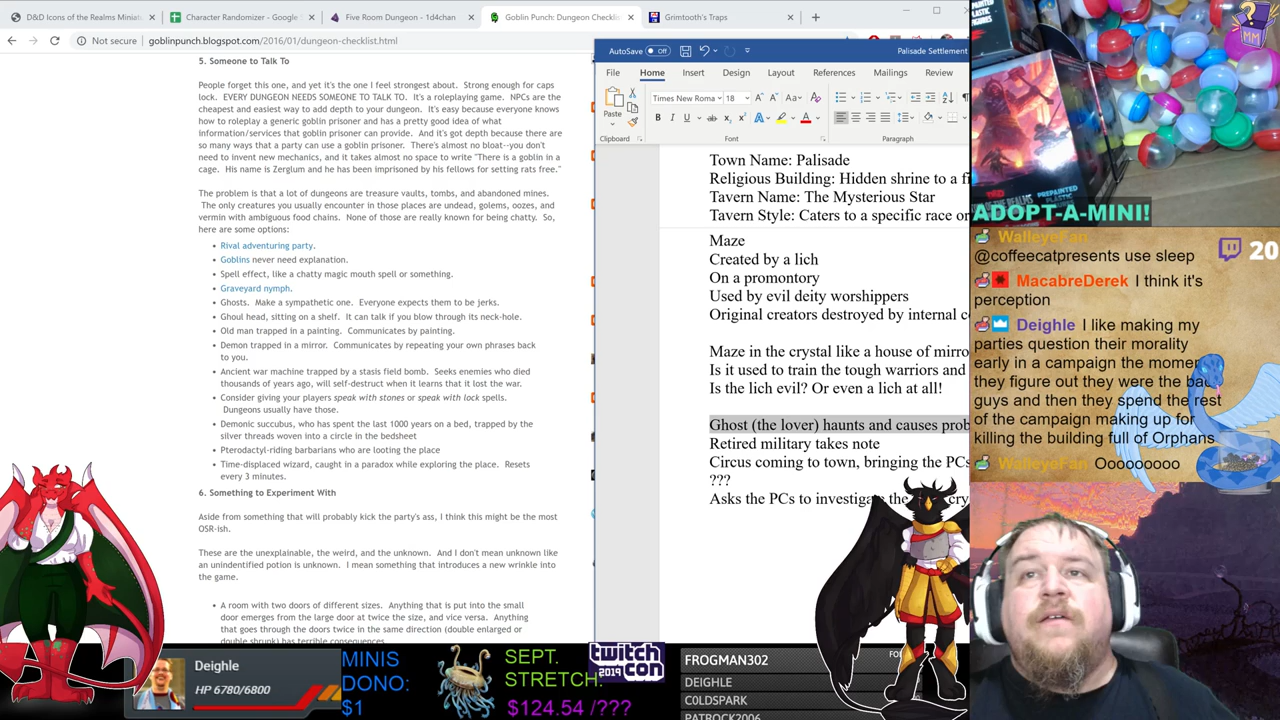 D&D Icons of the Realms Miniat
Character Randomizer - Google
Five Room Dungeon - 1d4chan
Goblin Punch: Dungeon Checkli
Grimtooth's Traps
Not secure
goblinpunch.blogspot.com/2016/01/dungeon-checklist.html
5. Someone to Talk To
People forget this one, and yet it's the one I feel strongest about. Strong enough for caps
lock. EVERY DUNGEON NEEDS SOMEONE TO TALK TO. It's a roleplaying game. NPCs are the
cheapest and easiest way to add depth to your dungeon. It's easy because everyone knows
how to roleplay a generic goblin prisoner and has a pretty good idea of what
information/services that goblin prisoner can provide. And it's got depth because there are
so many ways that a party can use a goblin prisoner. There's almost no bloat--you don't
need to invent new mechanics, and it takes almost no space to write "There is a goblin in a
cage. His name is Zerglum and he has been imprisoned by his fellows for setting rats free."
The problem is that a lot of dungeons are treasure vaults, tombs, and abandoned mines.
The only creatures you usually encounter in those places are undead, golems, oozes, and
vermin with ambiguous food chains. None of those are really known for being chatty. So,
here are some options:
• Rival adventuring party.
• Goblins never need explanation.
• Spell effect, like a chatty magic mouth spell or something.
• Graveyard nymph.
• Ghosts. Make a sympathetic one. Everyone expects them to be jerks.
• Ghoul head, sitting on a shelf. It can talk if you blow through its neck-hole.
• Old man trapped in a painting. Communicates by painting.
• Demon trapped in a mirror. Communicates by repeating your own phrases back
to you.
• Ancient war machine trapped by a stasis field bomb. Seeks enemies who died
thousands of years ago, will self-destruct when it learns that it lost the war.
• Consider giving your players speak with stones or speak with lock spells.
Dungeons usually have those.
• Demonic succubus, who has spent the last 1000 years on a bed, trapped by the
silver threads woven into a circle in the bedsheet
• Pterodactyl-riding barbarians who are looting the place
• Time-displaced wizard, caught in a paradox while exploring the place. Resets
every 3 minutes.
6. Something to Experiment With
Aside from something that will probably kick the party's ass, I think this might be the most
OSR-ish.
These are the unexplainable, the weird, and the unknown. And I don't mean unknown like
an unidentified potion is unknown. I mean something that introduces a new wrinkle into
the game.
• A room with two doors of different sizes. Anything that is put into the small
door emerges from the large door at twice the size, and vice versa. Anything
that goes through the doors twice in the same direction (double enlarged or
double shrunk) has terrible consequences.
AutoSave Off
Palisade Settlement
File Home Insert Design Layout References Mailings Review
Paste
Times New Roma 18
Clipboard Font Paragraph
Town Name: Palisade
Religious Building: Hidden shrine to a fi
Tavern Name: The Mysterious Star
Tavern Style: Caters to a specific race or
Maze
Created by a lich
On a promontory
Used by evil deity worshippers
Original creators destroyed by internal co
Maze in the crystal like a house of mirro
Is it used to train the tough warriors and
Is the lich evil? Or even a lich at all!
Ghost (the lover) haunts and causes prob
Retired military takes note
Circus coming to town, bringing the PCs
???
Asks the PCs to investigate the cry
MM
ADOPT-A-MINI!
WalleyeFan
20
@coffeecatpresents use sleep
MacabreDerek I think it's
perception
Deighle I like making my
parties question their morality
early in a campaign the momen
they figure out they were the bad
guys and then they spend the rest
of the campaign making up for
killing the building full of Orphans
WalleyeFan Ooooooooo
Deighle
HP 6780/6800
MINIS
DONO:
$1
SEPT.
STRETCH:
$124.54 /???
twitch
con
2019
FROGMAN302
DEIGHLE
C0LDSPARK
PATROCK2006